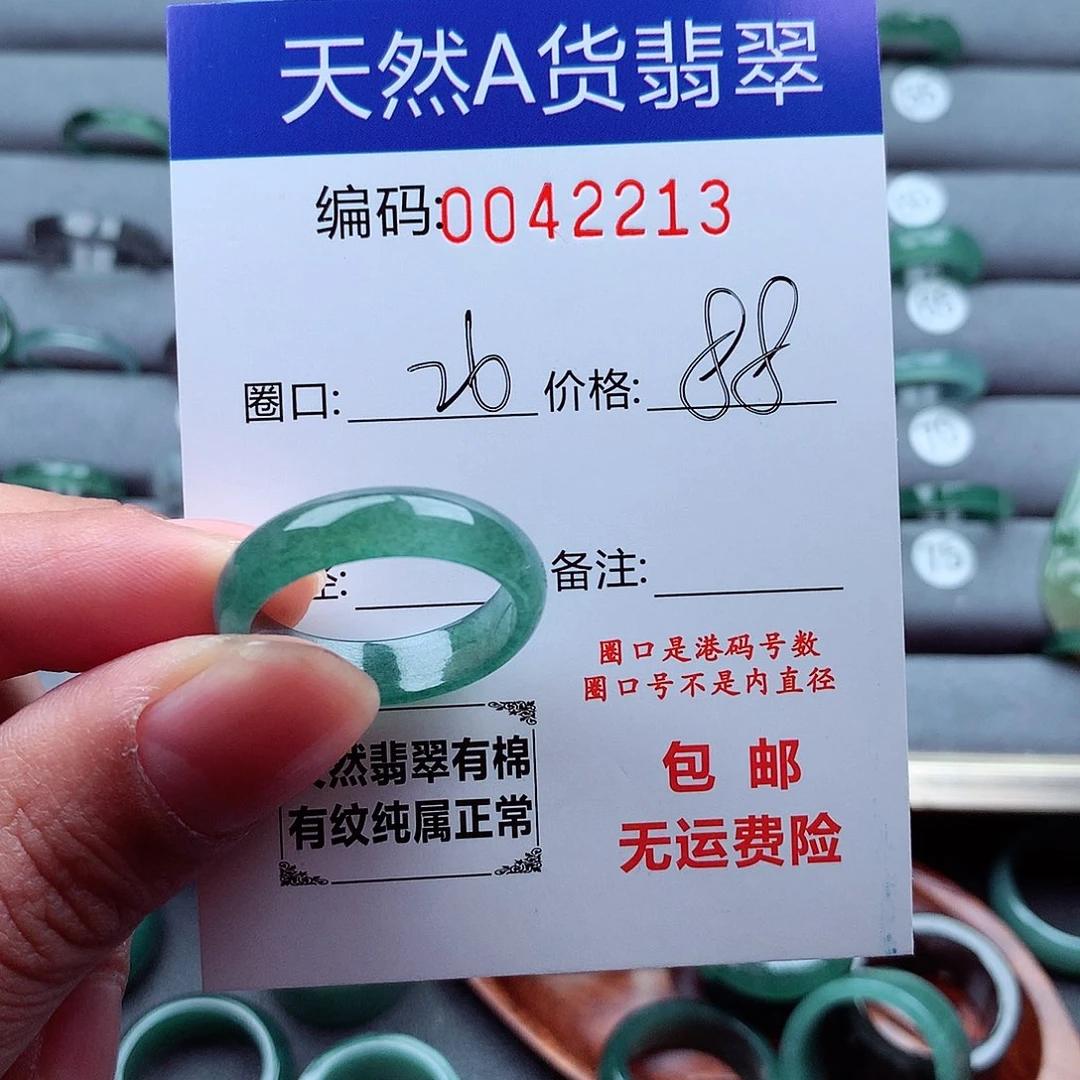 天然A货翡翠
编码:0042213
圈口: 26 价格: 88
备注:
圈口是港码号数
圈口号不是内直径
然翡翠有棉
有纹纯属正常
包 邮
无运费险
15